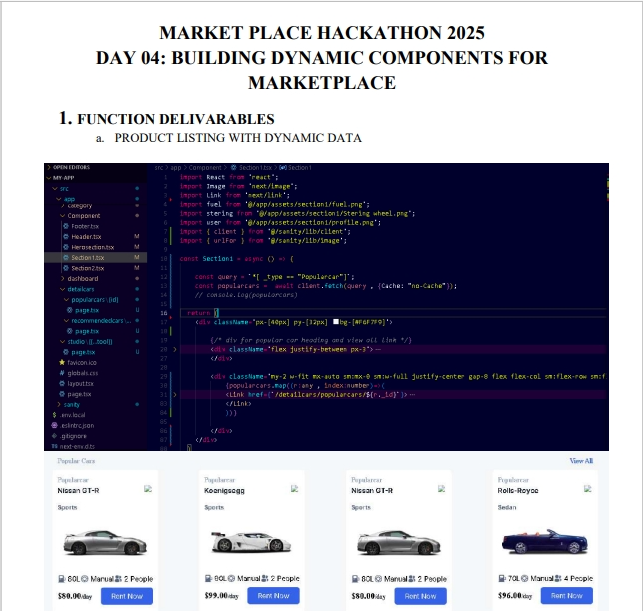 MARKET PLACE HACKATHON 2025
DAY 04: BUILDING DYNAMIC COMPONENTS FOR
MARKETPLACE
1. FUNCTION DELIVARABLES
a. PRODUCT LISTING WITH DYNAMIC DATA
OPEN EDITORS
MY-APP
src
app
category
Component
Footer.tsx
Header.tsx M
Herosection.tsx
Section1.tsx M
Section2.tsx M
dashboard
detailcars
popularcars\[id]
page.tsx
recommendedcars
page.tsx
studio\[[...tool]]
page.tsx
favicon.ico
globals.css
layout.tsx
page.tsx
sanity
.env.local
.eslintrc.json
.gitignore
next-env.d.ts
src > app > Component > Section1.tsx > Section1
import React from "react";
import Image from "next/image";
import Link from "next/link";
import fuel from "@/app/assets/section1/fuel.png";
import stering from "@/app/assets/section1/Stering wheel.png";
import user from "@/app/assets/section1/profile.png";
import { client } from "@/sanity/lib/client";
import { urlFor } from "@/sanity/lib/image";
const Section1 = async () => {
const query = `*[ _type == "Popularcar"]`;
const popularcars = await client.fetch(query , {Cache: "no-Cache"});
// console.log(popularcars)
return (
<div className="px-[40px] py-[32px] bg-[#F6F7F9]">
{/* div for popular car heading and view all link */}
<div className="flex justify-between px-3">
</div>
<div className="my-2 w-fit mx-auto sm:mx-0 sm:w-full justify-center gap-8 flex flex-col sm:flex-row sm:f
{popularcars.map((r:any , index:number)=>(
<Link href={`/detailcars/popularcars/${r._id}`}>
</Link>
))}
</div>
</div>
Popular Cars View All
Popularcar Popularcar Popularcar Popularcar
Nissan GT-R Koenigsegg Nissan GT-R Rolls-Royce
Sports Sports Sports Sedan
80L Manual 2 People 80L Manual 2 People 80L Manual 2 People 70L Manual 4 People
$80.00/day Rent Now $99.00/day Rent Now $80.00/day Rent Now $96.00/day Rent Now